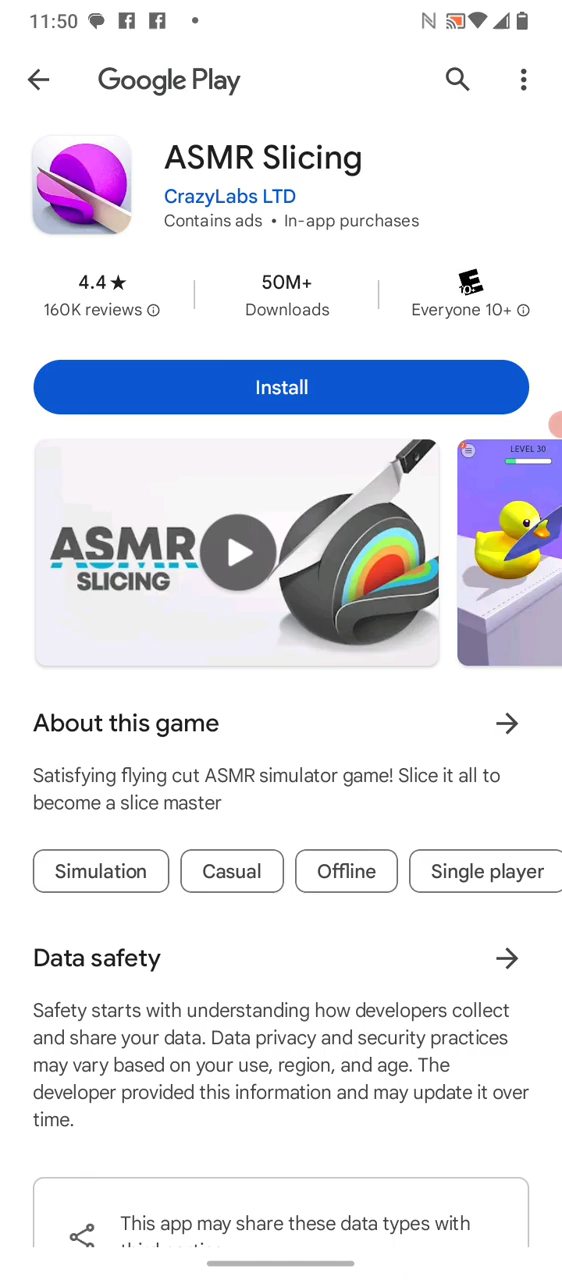 11:50
Google Play
ASMR Slicing
CrazyLabs LTD
Contains ads • In-app purchases
4.4★
160K reviews
50M+
Downloads
E
10+
Everyone 10+
Install
ASMR
SLICING
LEVEL 30
About this game
Satisfying flying cut ASMR simulator game! Slice it all to
become a slice master
Simulation
Casual
Offline
Single player
Data safety
Safety starts with understanding how developers collect
and share your data. Data privacy and security practices
may vary based on your use, region, and age. The
developer provided this information and may update it over
time.
This app may share these data types with